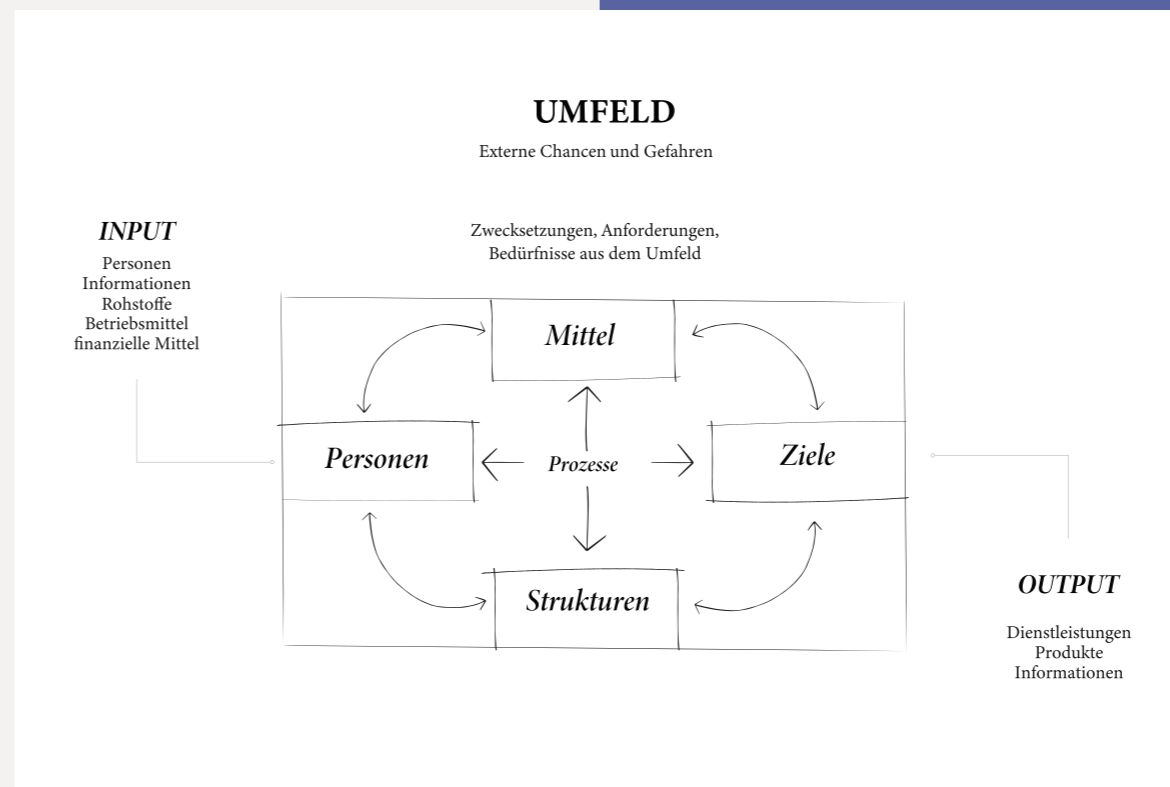 UMFELD
Externe Chancen und Gefahren
Zwecksetzungen, Anforderungen,
Bedürfnisse aus dem Umfeld
INPUT
Personen
Informationen
Rohstoffe
Betriebsmittel
finanzielle Mittel
Mittel
Personen
Prozesse
Ziele
Strukturen
OUTPUT
Dienstleistungen
Produkte
Informationen